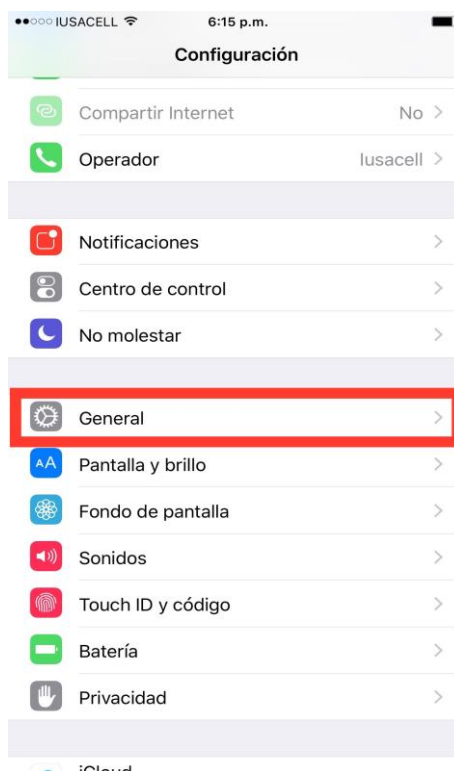 IUSACELL 6:15 p.m.
Configuración
Compartir Internet No
Operador Iusacell
Notificaciones
Centro de control
No molestar
General
AA Pantalla y brillo
Fondo de pantalla
Sonidos
Touch ID y código
Batería
Privacidad
iCloud